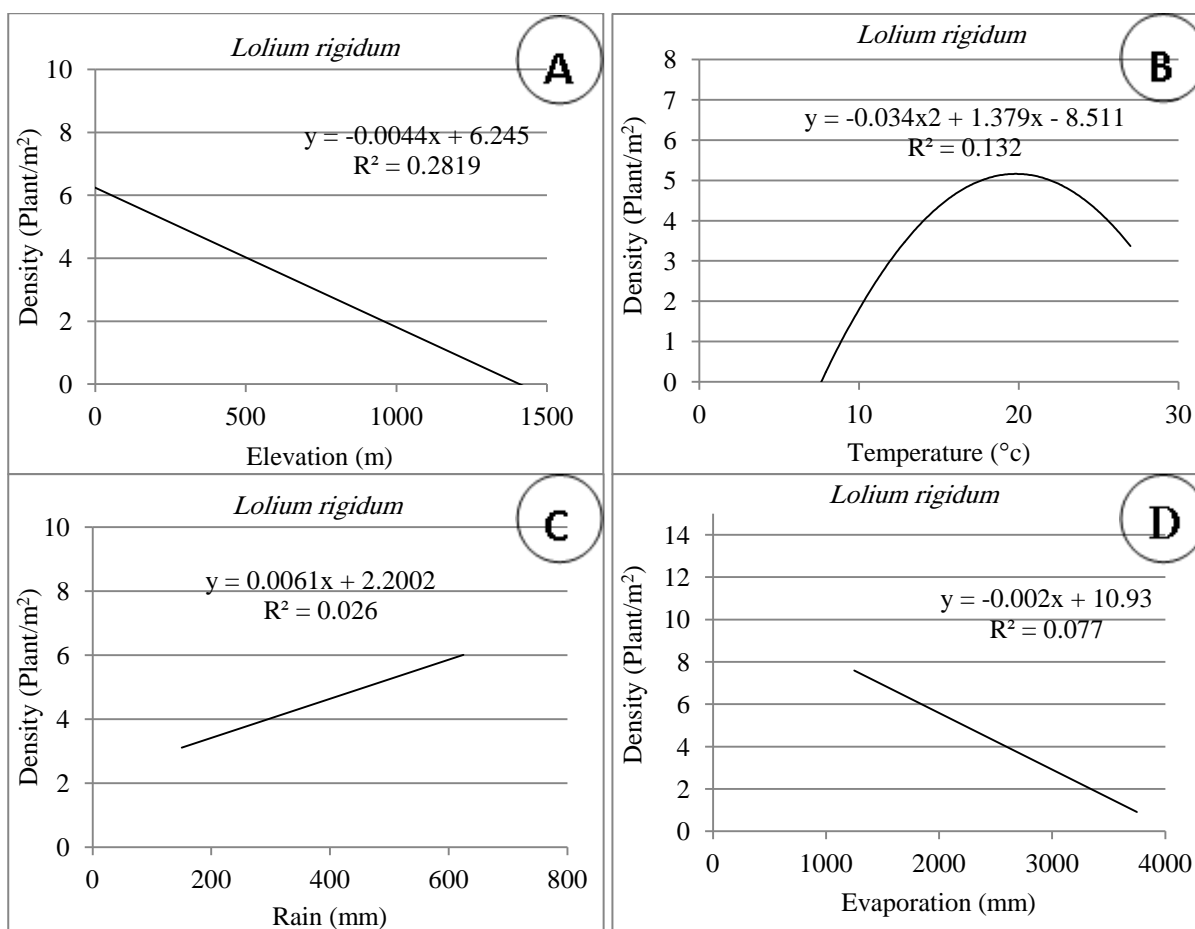 Lolium rigidum
A
y = -0.0044x + 6.245
R² = 0.2819
Density (Plant/m²)
10
8
6
4
2
0
0 500 1000 1500
Elevation (m)
Lolium rigidum
B
y = -0.034x2 + 1.379x - 8.511
R² = 0.132
Density (Plant/m²)
8
7
6
5
4
3
2
1
0
0 10 20 30
Temperature (°c)
Lolium rigidum
C
y = 0.0061x + 2.2002
R² = 0.026
Density (Plant/m²)
10
8
6
4
2
0
0 200 400 600 800
Rain (mm)
Lolium rigidum
D
y = -0.002x + 10.93
R² = 0.077
Density (Plant/m²)
14
12
10
8
6
4
2
0
0 1000 2000 3000 4000
Evaporation (mm)